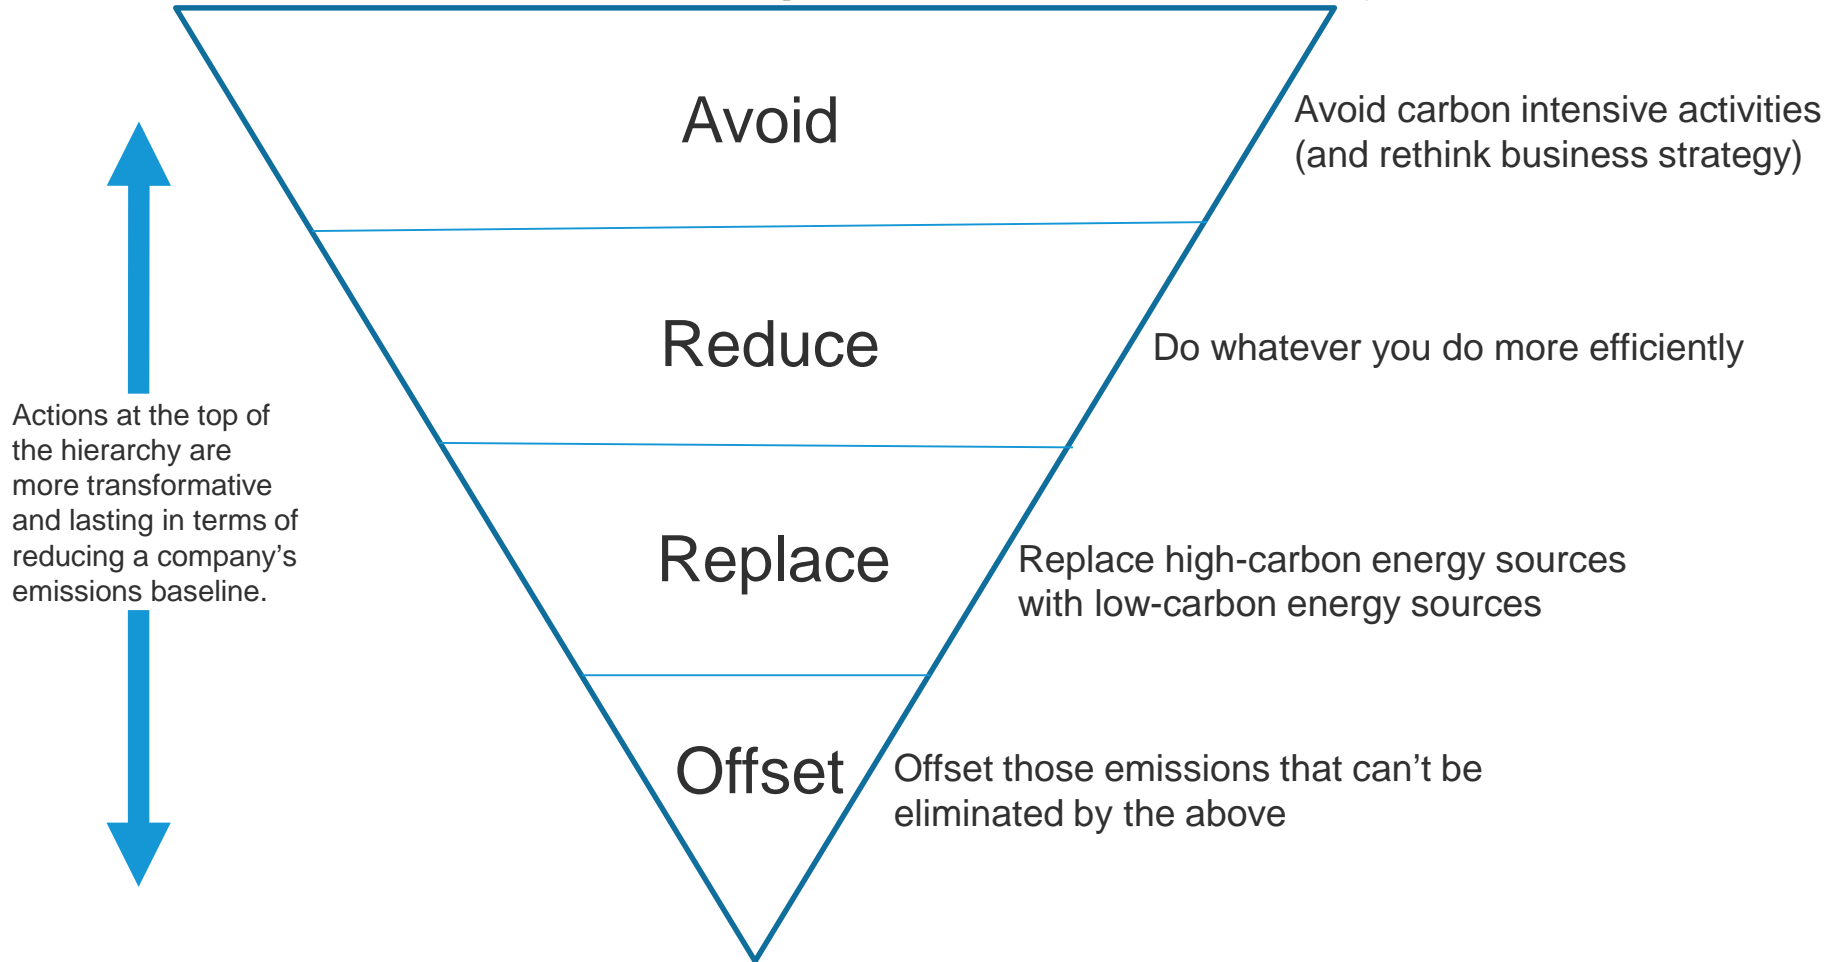 Avoid
Avoid carbon intensive activities
(and rethink business strategy)
Reduce
Do whatever you do more efficiently
Actions at the top of
the hierarchy are
more transformative
and lasting in terms of
reducing a company’s
emissions baseline.
Replace
Replace high-carbon energy sources
with low-carbon energy sources
Offset
Offset those emissions that can’t be
eliminated by the above